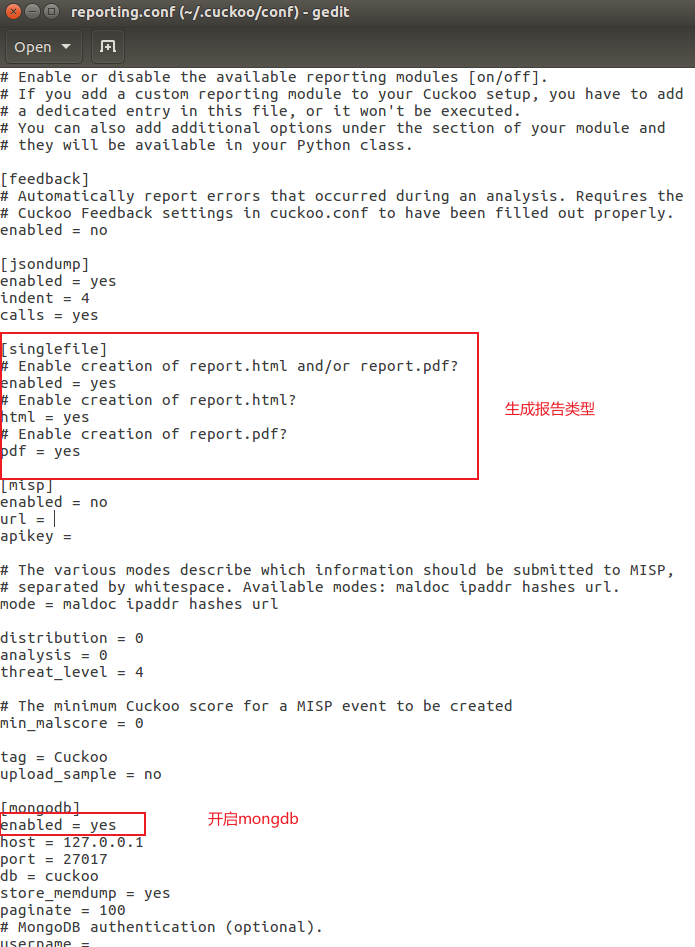 reporting.conf (~/.cuckoo/conf) - gedit
Open
# Enable or disable the available reporting modules [on/off].
# If you add a custom reporting module to your Cuckoo setup, you have to add
# a dedicated entry in this file, or it won't be executed.
# You can also add additional options under the section of your module and
# they will be available in your Python class.
[feedback]
# Automatically report errors that occurred during an analysis. Requires the
# Cuckoo Feedback settings in cuckoo.conf to have been filled out properly.
enabled = no
[jsondump]
enabled = yes
indent = 4
calls = yes
[singlefile]
# Enable creation of report.html and/or report.pdf?
enabled = yes
# Enable creation of report.html?
html = yes
生成报告类型
# Enable creation of report.pdf?
pdf = yes
[misp]
enabled = no
url =
apikey =
# The various modes describe which information should be submitted to MISP,
# separated by whitespace. Available modes: maldoc ipaddr hashes url.
mode = maldoc ipaddr hashes url
distribution = 0
analysis = 0
threat_level = 4
# The minimum Cuckoo score for a MISP event to be created
min_malscore = 0
tag = Cuckoo
upload_sample = no
[mongodb]
enabled = yes
开启mongdb
host = 127.0.0.1
port = 27017
db = cuckoo
store_memdump = yes
paginate = 100
# MongoDB authentication (optional).
username =